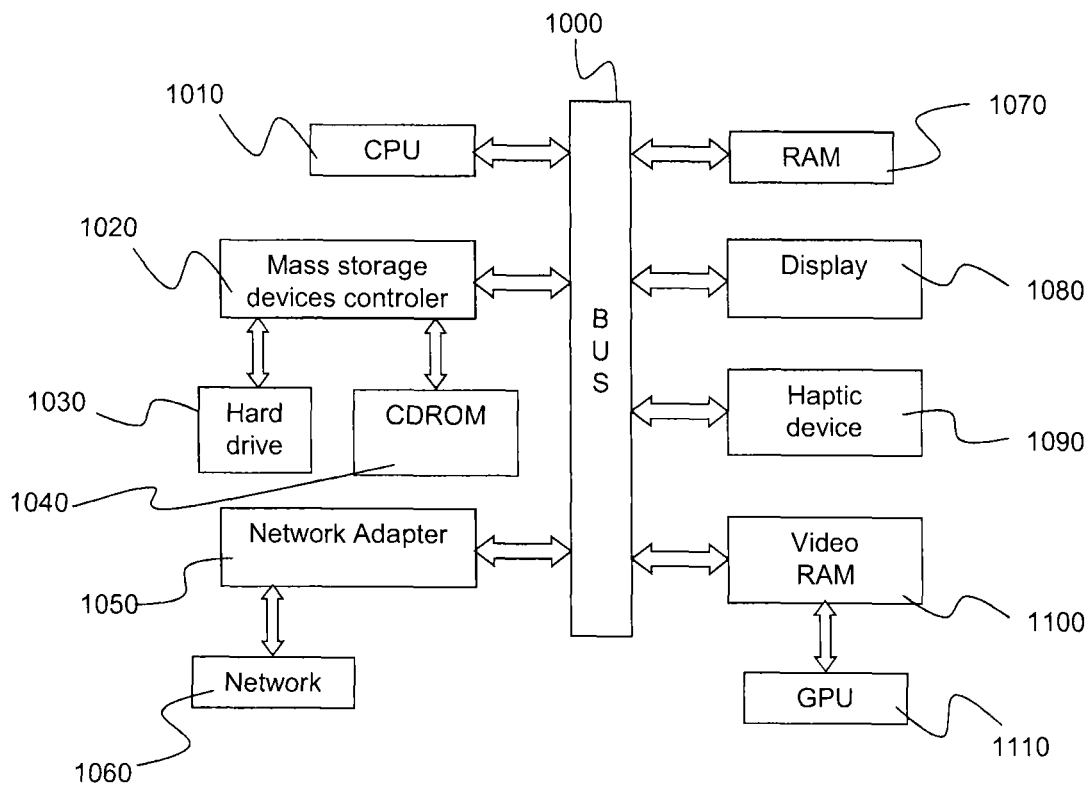 1000
1010
CPU
1070
RAM
1020
Mass storage
devices controler
Display
1080
B
U
S
1030
Hard
drive
CDROM
1040
Haptic
device
1090
Network Adapter
1050
Video
RAM
1100
Network
1060
GPU
1110